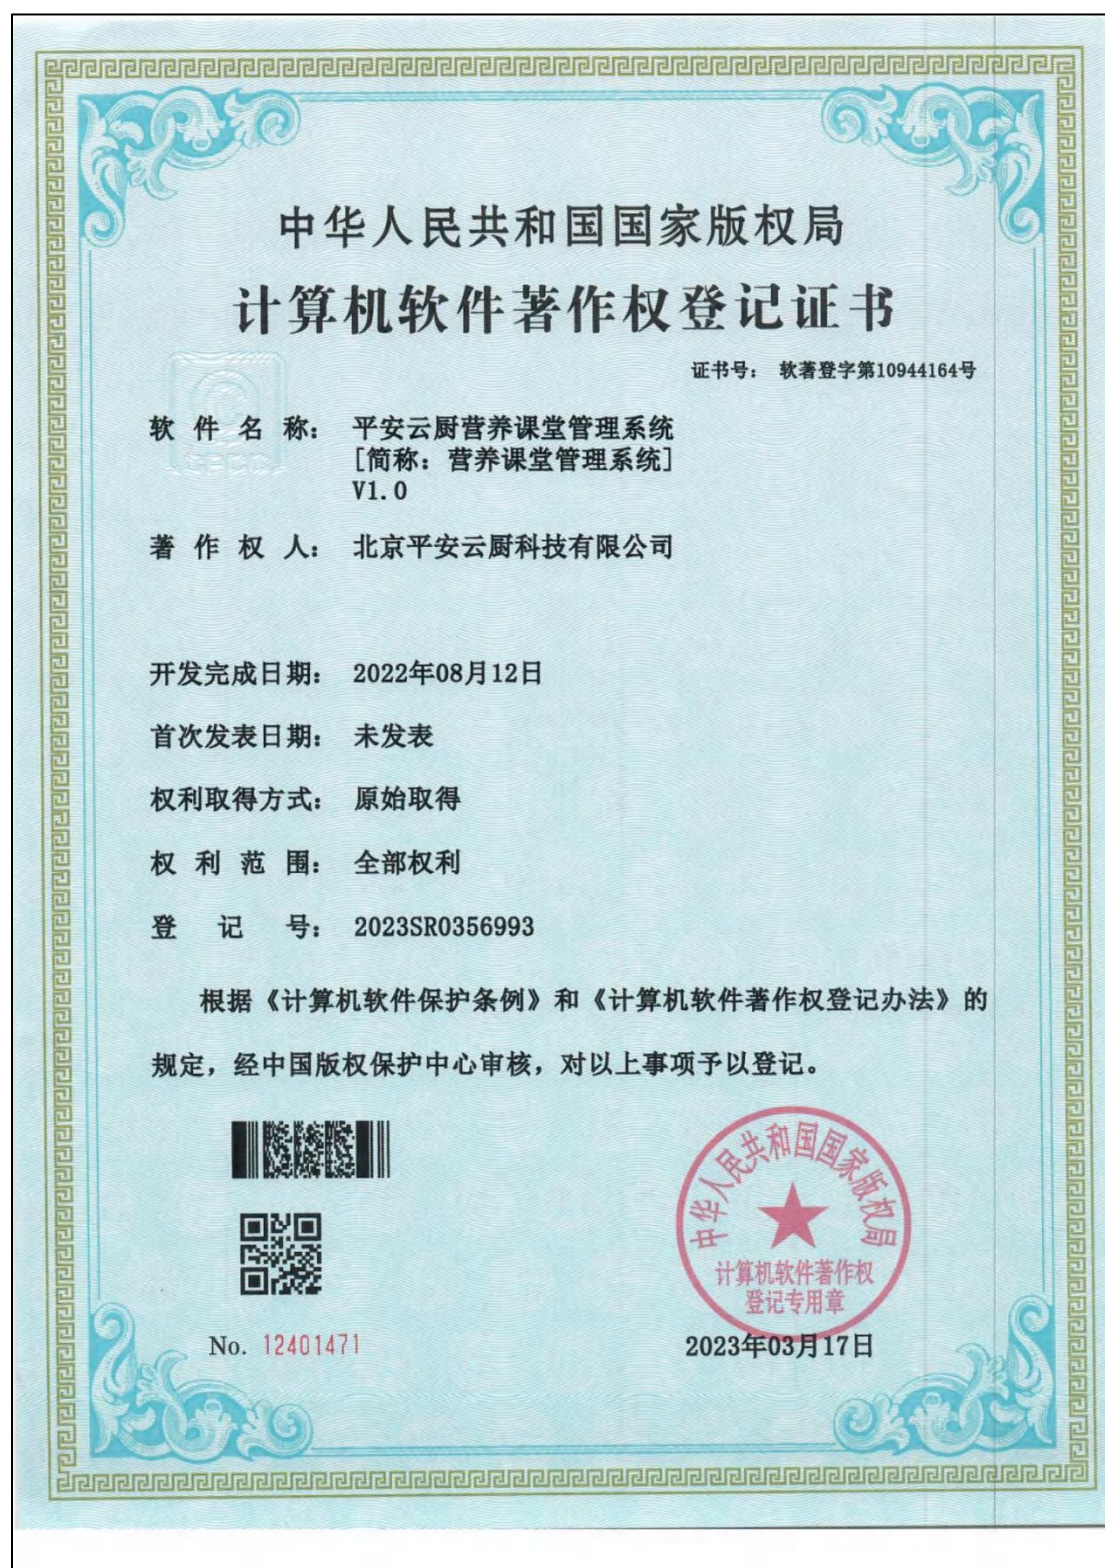 中华人民共和国国家版权局
计算机软件著作权登记证书
证书号： 软著登字第10944164号
软件名称： 平安云厨营养课堂管理系统
[简称：营养课堂管理系统]
V1.0
著作权人： 北京平安云厨科技有限公司
开发完成日期： 2022年08月12日
首次发表日期： 未发表
权利取得方式： 原始取得
权利范围： 全部权利
登记号： 2023SR0356993
根据《计算机软件保护条例》和《计算机软件著作权登记办法》的
规定，经中国版权保护中心审核，对以上事项予以登记。
中华人民共和国国家版权局
计算机软件著作权
登记专用章
No. 12401471
2023年03月17日